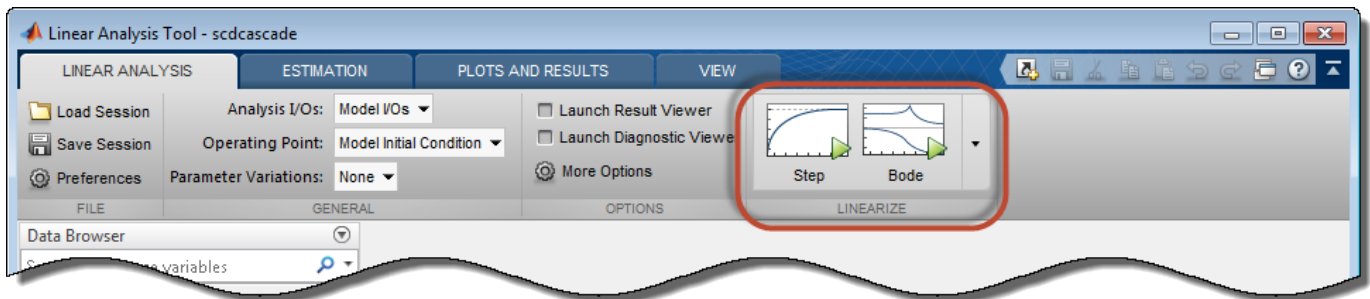 Linear Analysis Tool - scdcascade
LINEAR ANALYSIS ESTIMATION PLOTS AND RESULTS VIEW
Load Session Analysis I/Os: Model I/Os Launch Result Viewer
Save Session Operating Point: Model Initial Condition Launch Diagnostic Viewe
Preferences Parameter Variations: None More Options Step Bode
FILE GENERAL OPTIONS LINEARIZE
Data Browser
variables